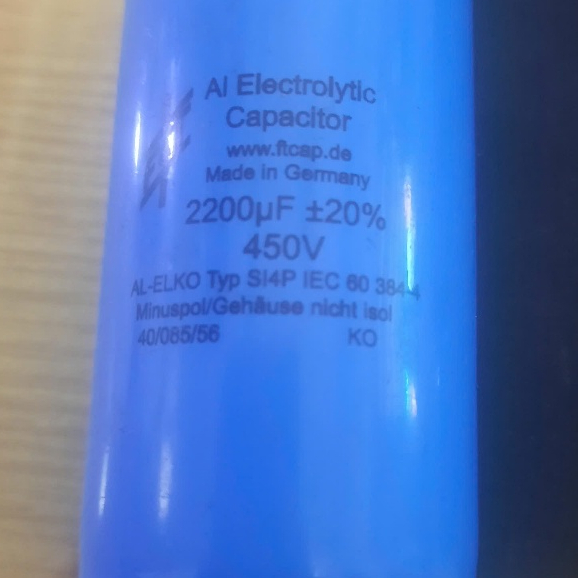 Al Electrolytic
Capacitor
www.ftcap.de
Made in Germany
2200µF ±20%
450V
AL-ELKO Typ SI4P IEC 60 384-4
Minuspol/Gehäuse nicht isol
40/085/56 KO